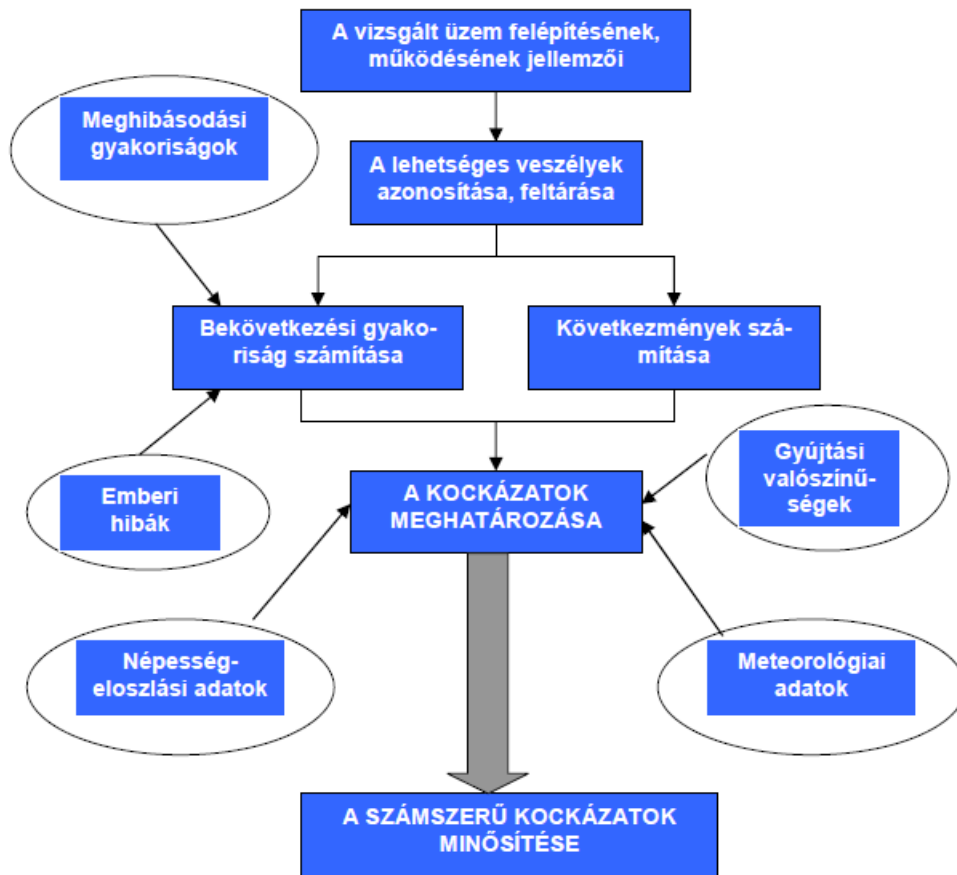 A vizsgált üzem felépítésének,
működésének jellemzői
Meghibásodási
gyakoriságok
A lehetséges veszélyek
azonosítása, feltárása
Bekövetkezési gyako-
riság számítása
Következmények szá-
mítása
Emberi
hibák
A KOCKÁZATOK
MEGHATÁROZÁSA
Gyújtási
valószínű-
ségek
Népesség-
eloszlási adatok
Meteorológiai
adatok
A SZÁMSZERŰ KOCKÁZATOK
MINŐSÍTÉSE